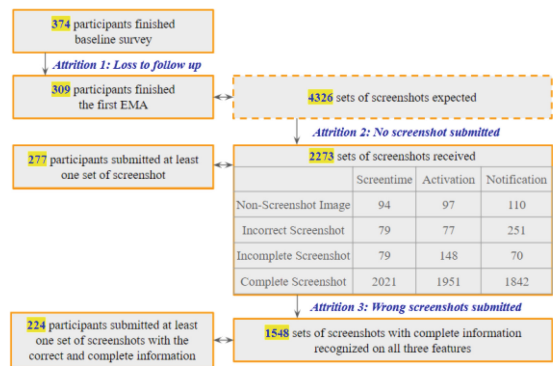 374 participants finished
baseline survey
Attrition 1: Loss to follow up
309 participants finished
the first EMA
4326 sets of screenshots expected
Attrition 2: No screenshot submitted
277 participants submitted at least
one set of screenshot
2273 sets of screenshots received
Screentime Activation Notification
Non-Screenshot Image 94 97 110
Incorrect Screenshot 79 77 251
Incomplete Screenshot 79 148 70
Complete Screenshot 2021 1951 1842
Attrition 3: Wrong screenshots submitted
224 participants submitted at least
one set of screenshots with the
correct and complete information
1548 sets of screenshots with complete information
recognized on all three features